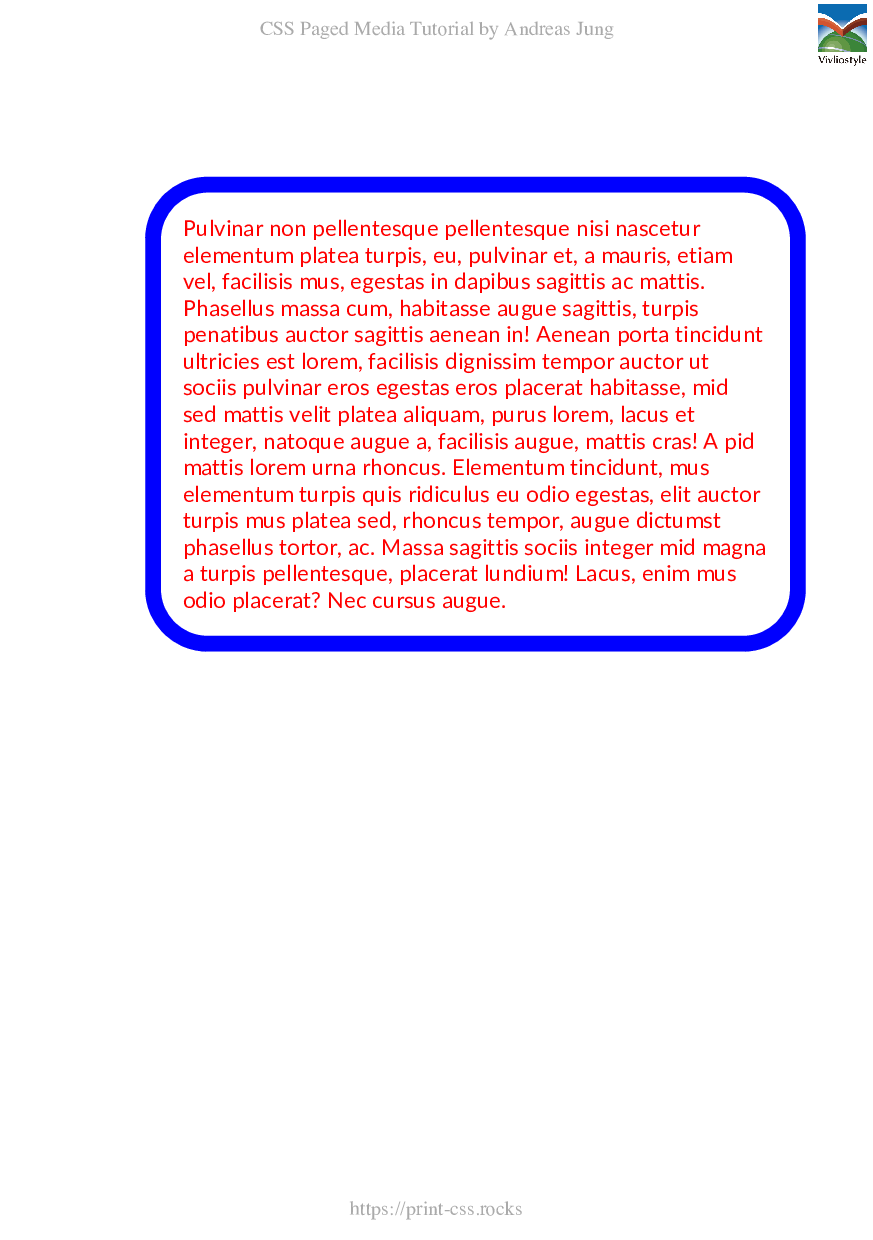 CSS Paged Media Tutorial by Andreas Jung
Vivliostyle
Pulvinar non pellentesque pellentesque nisi nascetur
elementum platea turpis, eu, pulvinar et, a mauris, etiam
vel, facilisis mus, egestas in dapibus sagittis ac mattis.
Phasellus massa cum, habitasse augue sagittis, turpis
penatibus auctor sagittis aenean in! Aenean porta tincidunt
ultricies est lorem, facilisis dignissim tempor auctor ut
sociis pulvinar eros egestas eros placerat habitasse, mid
sed mattis velit platea aliquam, purus lorem, lacus et
integer, natoque augue a, facilisis augue, mattis cras! A pid
mattis lorem urna rhoncus. Elementum tincidunt, mus
elementum turpis quis ridiculus eu odio egestas, elit auctor
turpis mus platea sed, rhoncus tempor, augue dictumst
phasellus tortor, ac. Massa sagittis sociis integer mid magna
a turpis pellentesque, placerat lundium! Lacus, enim mus
odio placerat? Nec cursus augue.
https://print-css.rocks